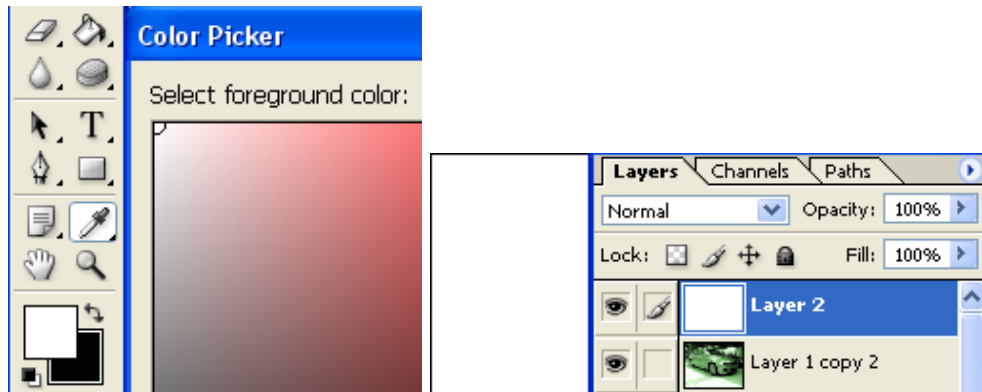 Color Picker
Select foreground color:
T
Layers Channels Paths
Normal Opacity: 100%
Lock: Fill: 100%
Layer 2
Layer 1 copy 2